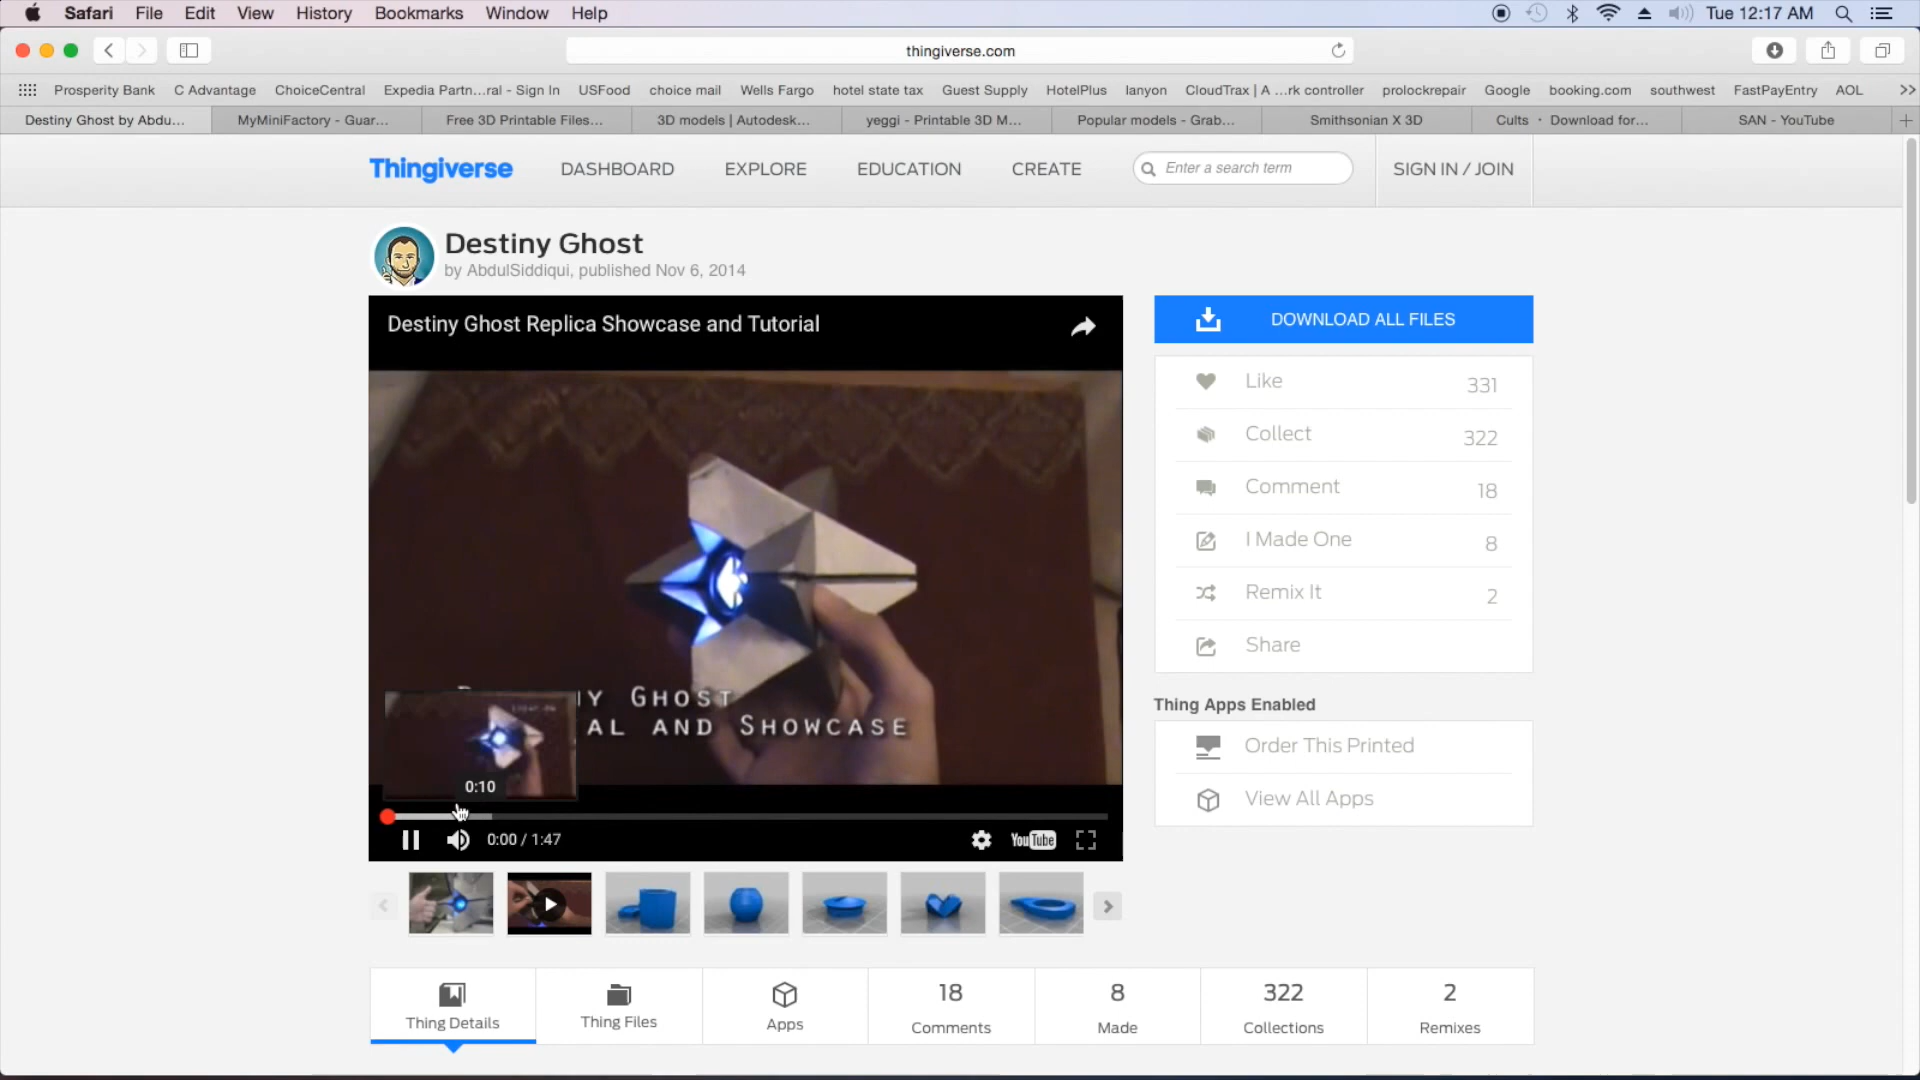 Safari File Edit View History Bookmarks Window Help Tue 12:17 AM
thingiverse.com
Prosperity Bank C Advantage ChoiceCentral Expedia Partn...ral - Sign In USFood choice mail Wells Fargo hotel state tax Guest Supply HotelPlus lanyon CloudTrax | A ...rk controller prolockrepair Google booking.com southwest FastPayEntry AOL >>
Destiny Ghost by Abdu... MyMiniFactory - Guar... Free 3D Printable Files... 3D models | Autodesk... yeggi - Printable 3D M... Popular models - Grab... Smithsonian X 3D Cults · Download for... SAN - YouTube
Thingiverse DASHBOARD EXPLORE EDUCATION CREATE Enter a search term SIGN IN / JOIN
Destiny Ghost
by AbdulSiddiqui, published Nov 6, 2014
Destiny Ghost Replica Showcase and Tutorial
NY GHOST
AL AND SHOWCASE
0:10
0:00 / 1:47
YouTube
DOWNLOAD ALL FILES
Like 331
Collect 322
Comment 18
I Made One 8
Remix It 2
Share
Thing Apps Enabled
Order This Printed
View All Apps
Thing Details
Thing Files
Apps
18
Comments
8
Made
322
Collections
2
Remixes